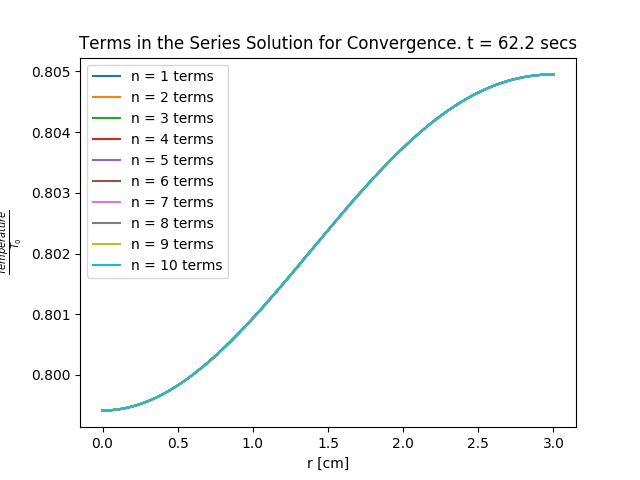 Terms in the Series Solution for Convergence. t = 62.2 secs
0.805
0.804
0.803
0.802
0.801
0.800
Temperature
T₀
n = 1 terms
n = 2 terms
n = 3 terms
n = 4 terms
n = 5 terms
n = 6 terms
n = 7 terms
n = 8 terms
n = 9 terms
n = 10 terms
0.0 0.5 1.0 1.5 2.0 2.5 3.0
r [cm]